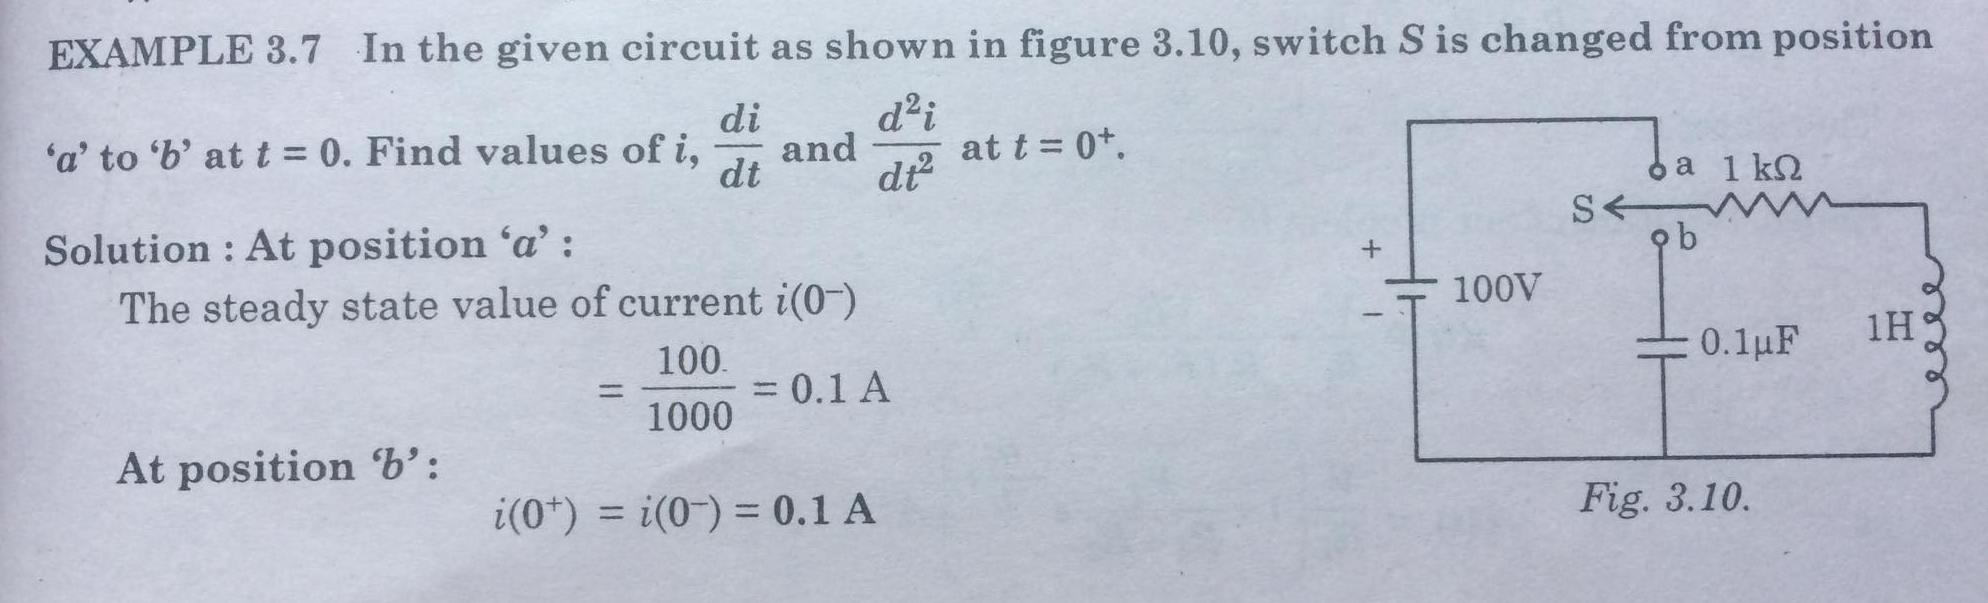 EXAMPLE 3.7 In the given circuit as shown in figure 3.10, switch S is changed from position
'a' to 'b' at t = 0. Find values of i, di/dt and d²i/dt² at t = 0⁺.
Solution : At position 'a' :
The steady state value of current i(0⁻)
= 100/1000 = 0.1 A
At position 'b' :
i(0⁺) = i(0⁻) = 0.1 A
a 1 kΩ
S
b
+
100V
−
0.1μF
1H
Fig. 3.10.